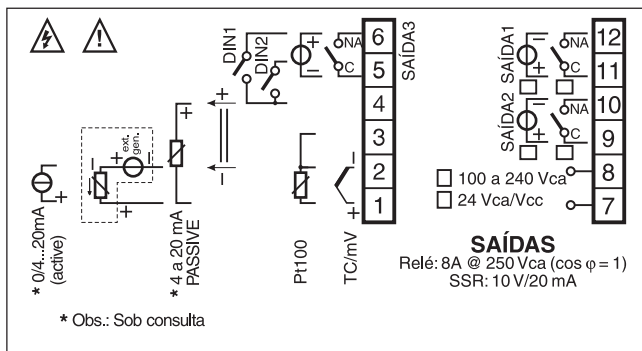 DIN1
DIN2
+
−
NA
C
SAÍDA3
6
5
4
3
2
1
+
−
ext.
gen.
+
−
−
+
+
−
+
* 0/4...20mA
(active)
* 4 a 20 mA
PASSIVE
Pt100
TC/mV
−
+
* Obs.: Sob consulta
SAÍDA1
+
−
NA
C
SAÍDA2
+
−
NA
C
12
11
10
9
8
7
100 a 240 Vca
24 Vca/Vcc
SAÍDAS
Relé: 8A @ 250 Vca (cos φ = 1)
SSR: 10 V/20 mA